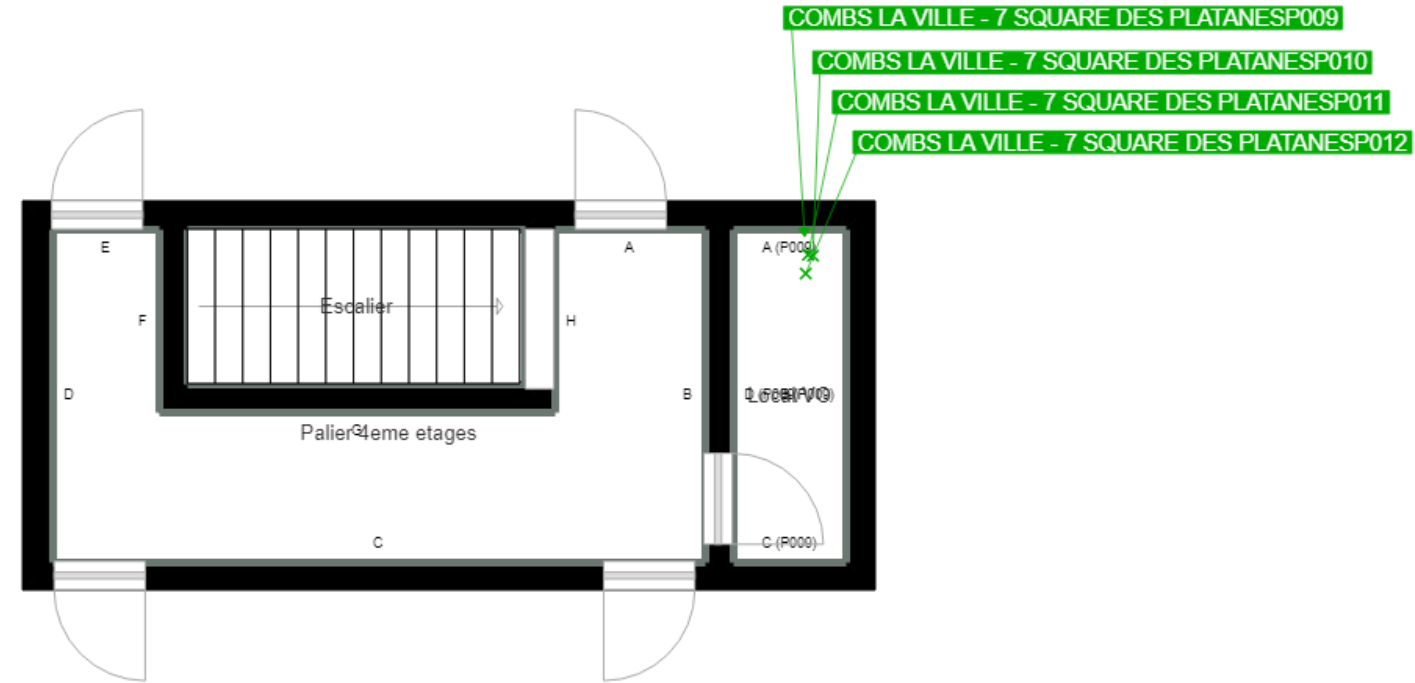 COMBS LA VILLE - 7 SQUARE DES PLATANESP009
COMBS LA VILLE - 7 SQUARE DES PLATANESP010
COMBS LA VILLE - 7 SQUARE DES PLATANESP011
COMBS LA VILLE - 7 SQUARE DES PLATANESP012
E
A
A (P009)
Escalier
F
H
D
B
G
Palier 4eme etages
C
C (P009)